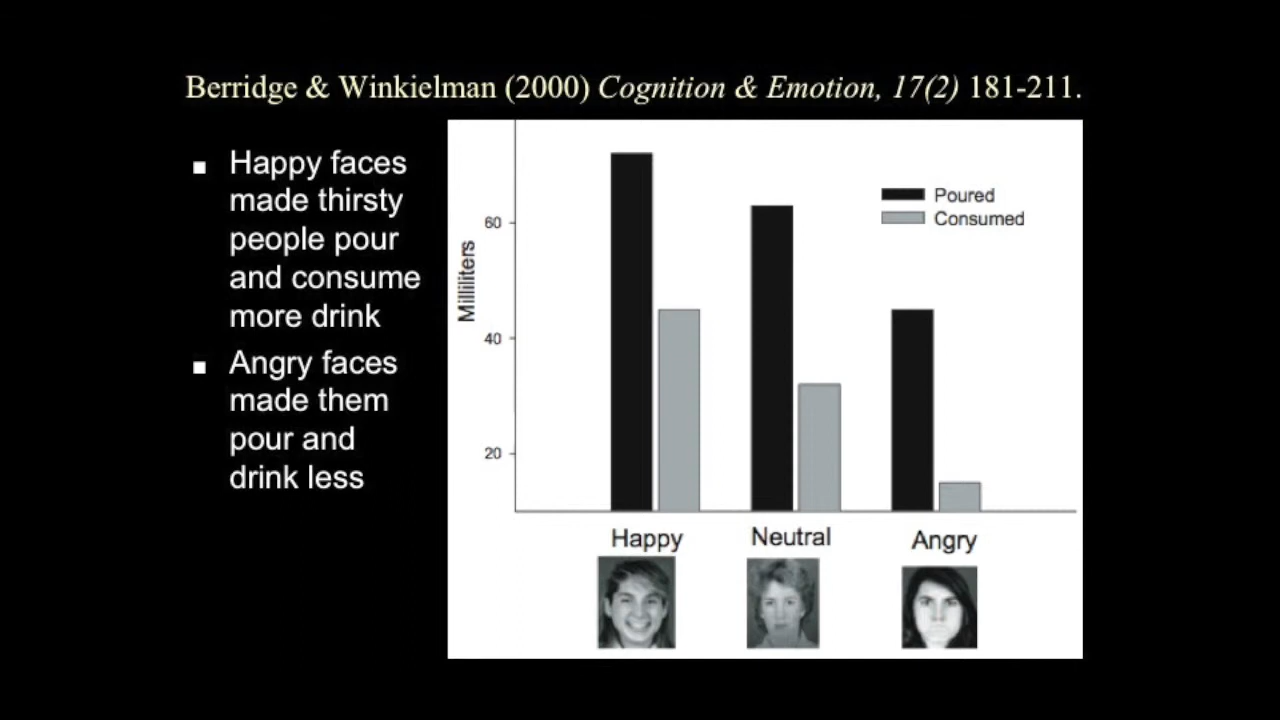 Berridge & Winkielman (2000) Cognition & Emotion, 17(2) 181-211.
▪ Happy faces
made thirsty
people pour
and consume
more drink
▪ Angry faces
made them
pour and
drink less
Milliliters
60
40
20
Poured
Consumed
Happy
Neutral
Angry